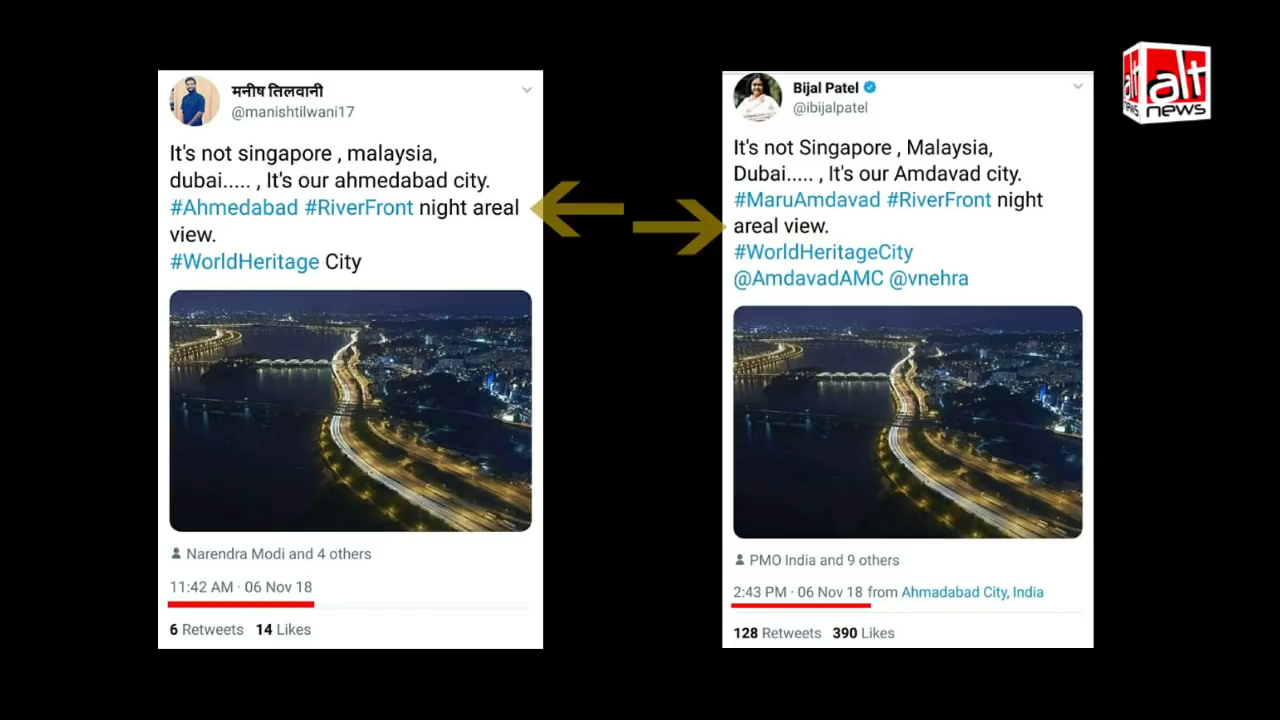 मनीष तिलवानी
@manishtilwani17
It's not singapore , malaysia,
dubai..... , It's our ahmedabad city.
#Ahmedabad #RiverFront night areal
view.
#WorldHeritage City
Narendra Modi and 4 others
11:42 AM · 06 Nov 18
6 Retweets 14 Likes
Bijal Patel
@ibijalpatel
It's not Singapore , Malaysia,
Dubai..... , It's our Amdavad city.
#MaruAmdavad #RiverFront night
areal view.
#WorldHeritageCity
@AmdavadAMC @vnehra
PMO India and 9 others
2:43 PM · 06 Nov 18 from Ahmadabad City, India
128 Retweets 390 Likes
alt
news
alt
news